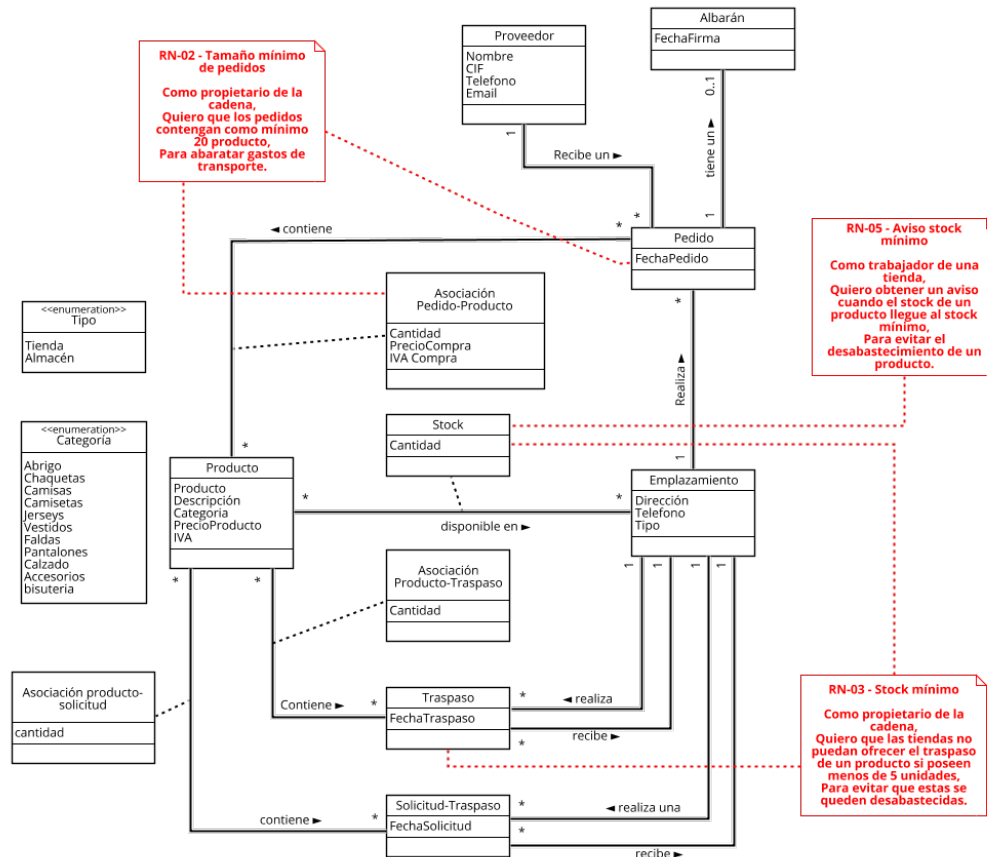 Albarán
FechaFirma
Proveedor
Nombre
CIF
Telefono
Email
RN-02 - Tamaño mínimo
de pedidos
Como propietario de la
cadena,
Quiero que los pedidos
contengan como mínimo
20 producto,
Para abaratar gastos de
transporte.
0..1
tiene un ►
1
1
Recibe un ►
*
*
◄ contiene
Pedido
FechaPedido
*
RN-05 - Aviso stock
mínimo
Como trabajador de una
tienda,
Quiero obtener un aviso
cuando el stock de un
producto llegue al stock
mínimo,
Para evitar el
desabastecimiento de un
producto.
Asociación
Pedido-Producto
Cantidad
PrecioCompra
IVA Compra
<<enumeration>>
Tipo
Tienda
Almacén
Realiza ►
1
Stock
Cantidad
<<enumeration>>
Categoría
Abrigo
Chaquetas
Camisas
Camisetas
Jerseys
Vestidos
Faldas
Pantalones
Calzado
Accesorios
bisuteria
*
Producto
Producto
Descripción
Categoria
PrecioProducto
IVA
*
*
disponible en ►
Emplazamiento
Dirección
Telefono
Tipo
*
*
1
1
1
1
Asociación
Producto-Traspaso
Cantidad
Asociación producto-
solicitud
cantidad
Contiene ►
*
Traspaso
FechaTraspaso
*
◄ realiza
recibe ►
*
RN-03 - Stock mínimo
Como propietario de la
cadena,
Quiero que las tiendas no
puedan ofrecer el traspaso
de un producto si poseen
menos de 5 unidades,
Para evitar que estas se
queden desabastecidas.
contiene ►
*
Solicitud-Traspaso
FechaSolicitud
*
◄ realiza una
*
recibe ►